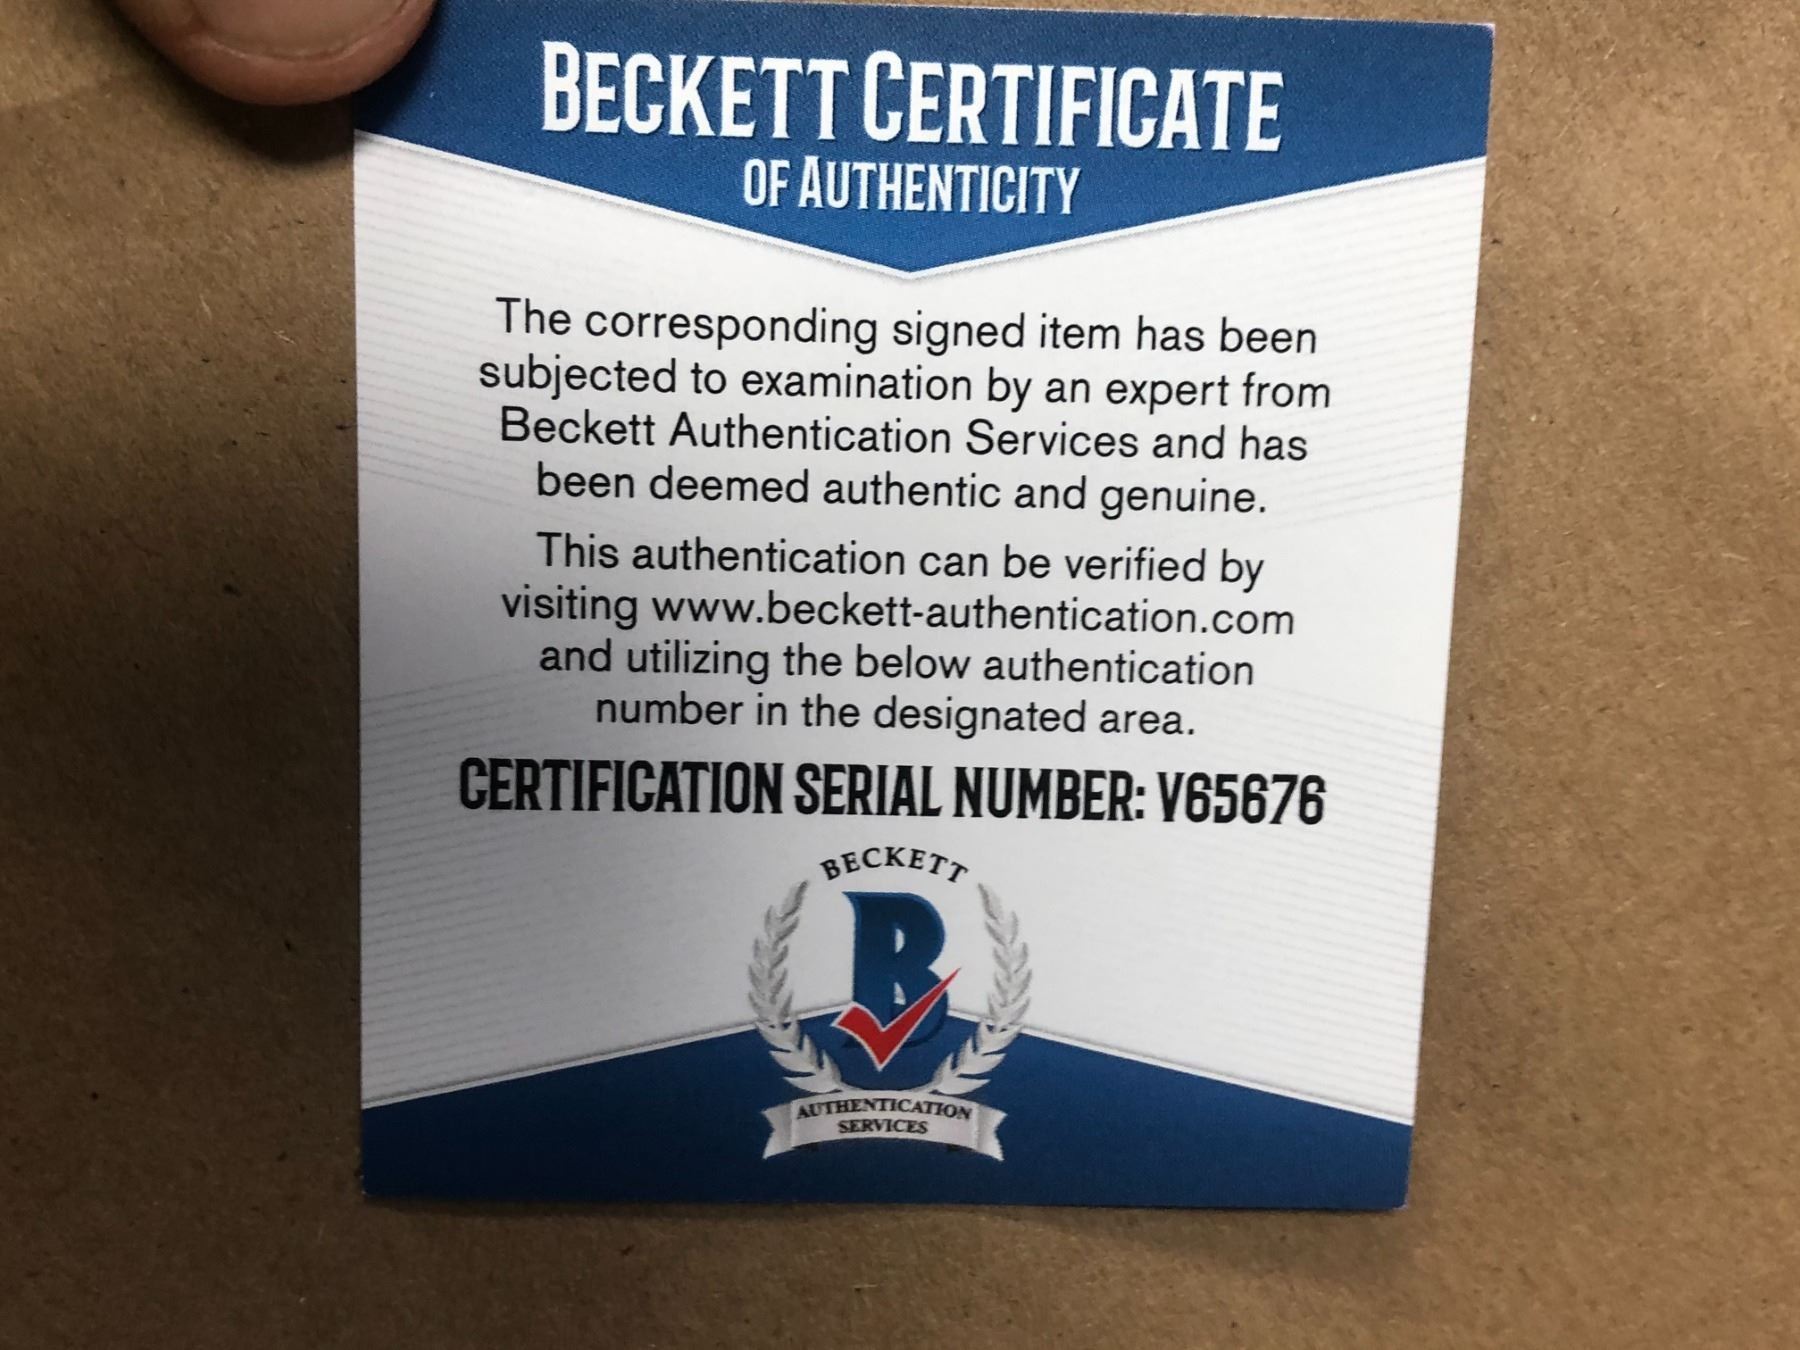 BECKETT CERTIFICATE
OF AUTHENTICITY
The corresponding signed item has been
subjected to examination by an expert from
Beckett Authentication Services and has
been deemed authentic and genuine.
This authentication can be verified by
visiting www.beckett-authentication.com
and utilizing the below authentication
number in the designated area.
CERTIFICATION SERIAL NUMBER: V65676
BECKETT
B
AUTHENTICATION
SERVICES